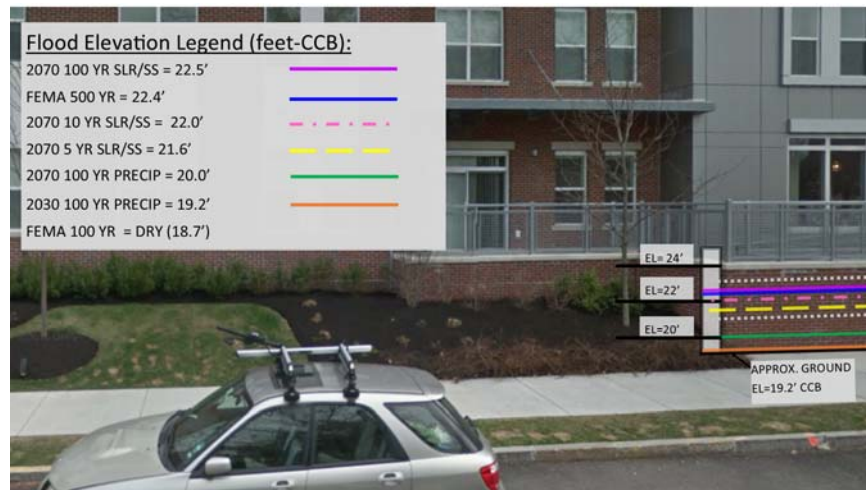 Flood Elevation Legend (feet-CCB):
2070 100 YR SLR/SS = 22.5'
FEMA 500 YR = 22.4'
2070 10 YR SLR/SS = 22.0'
2070 5 YR SLR/SS = 21.6'
2070 100 YR PRECIP = 20.0'
2030 100 YR PRECIP = 19.2'
FEMA 100 YR = DRY (18.7')
EL= 24'
EL=22'
EL=20'
APPROX. GROUND
EL=19.2' CCB